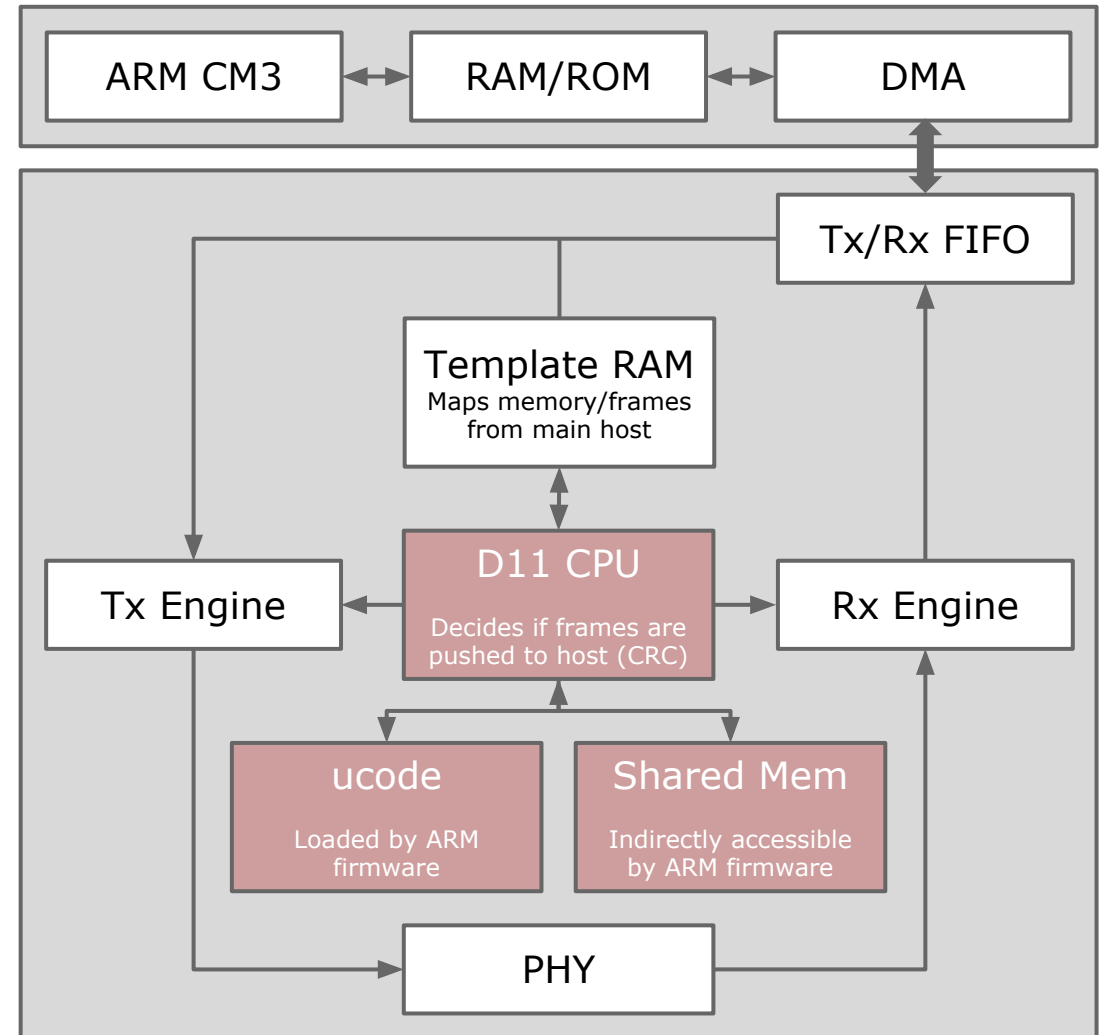 ARM CM3
RAM/ROM
DMA
Tx/Rx FIFO
Template RAM
Maps memory/frames
from main host
D11 CPU
Decides if frames are
pushed to host (CRC)
Tx Engine
Rx Engine
ucode
Loaded by ARM
firmware
Shared Mem
Indirectly accessible
by ARM firmware
PHY